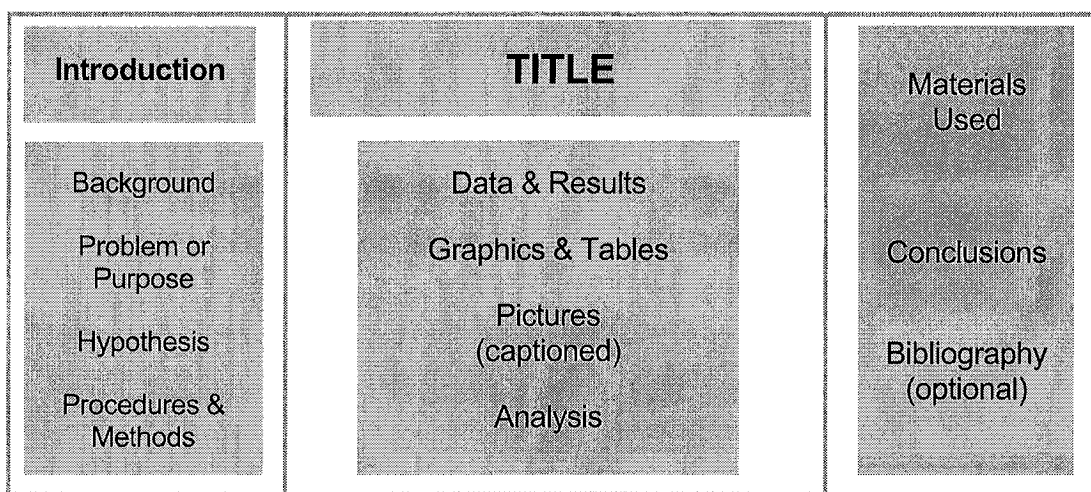 Introduction
Background
Problem or
Purpose
Hypothesis
Procedures &
Methods
TITLE
Data & Results
Graphics & Tables
Pictures
(captioned)
Analysis
Materials
Used
Conclusions
Bibliography
(optional)